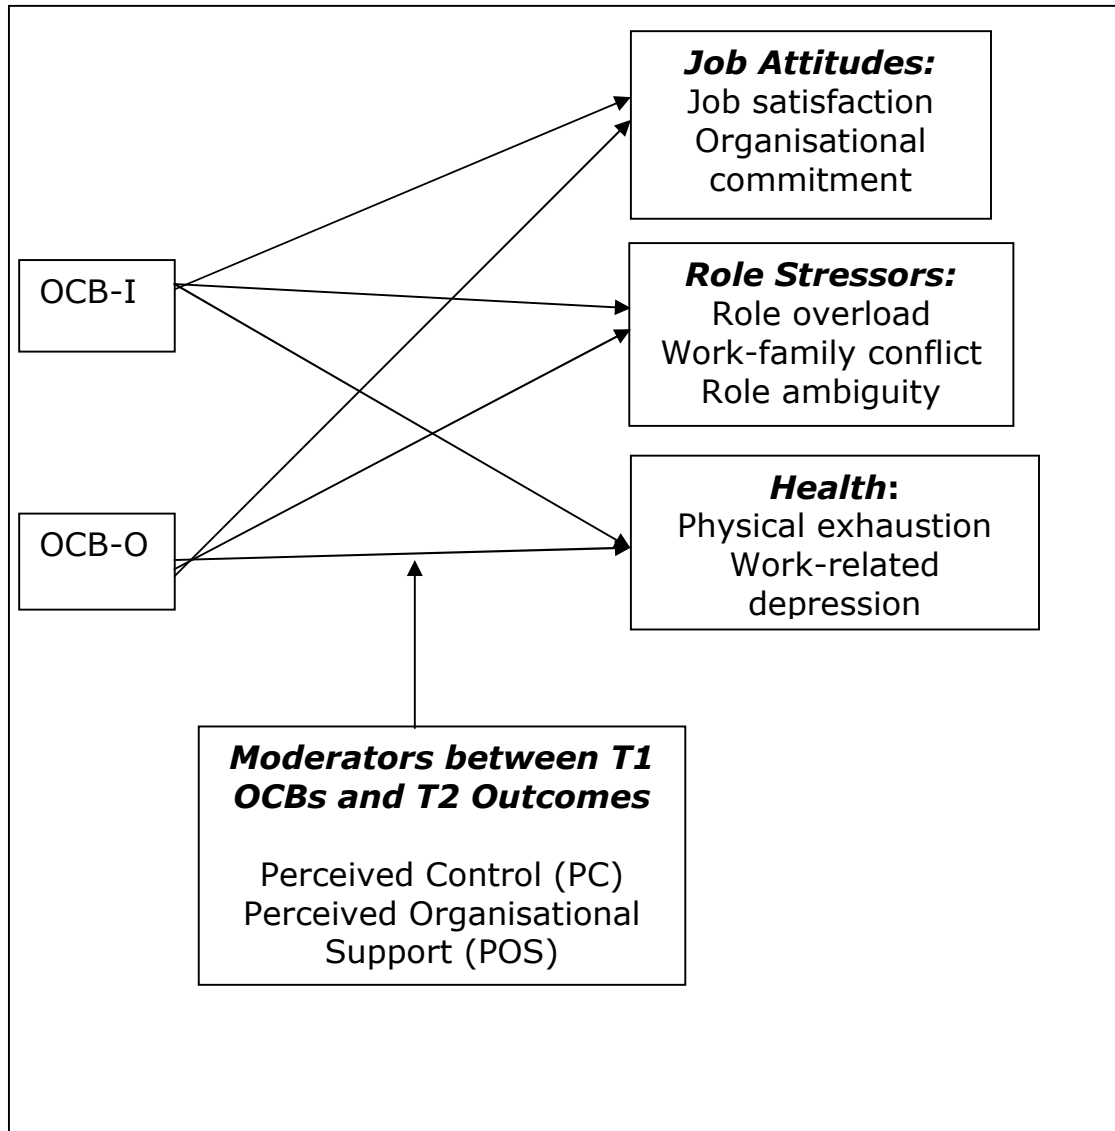 Job Attitudes:
Job satisfaction
Organisational
commitment
OCB-I
Role Stressors:
Role overload
Work-family conflict
Role ambiguity
OCB-O
Health:
Physical exhaustion
Work-related
depression
Moderators between T1
OCBs and T2 Outcomes
Perceived Control (PC)
Perceived Organisational
Support (POS)